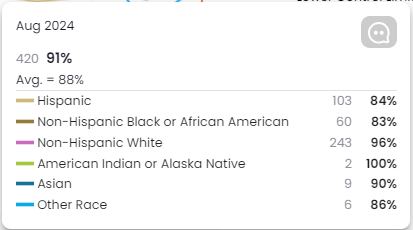 Aug 2024
420 91%
Avg. = 88%
Hispanic 103 84%
Non-Hispanic Black or African American 60 83%
Non-Hispanic White 243 96%
American Indian or Alaska Native 2 100%
Asian 9 90%
Other Race 6 86%